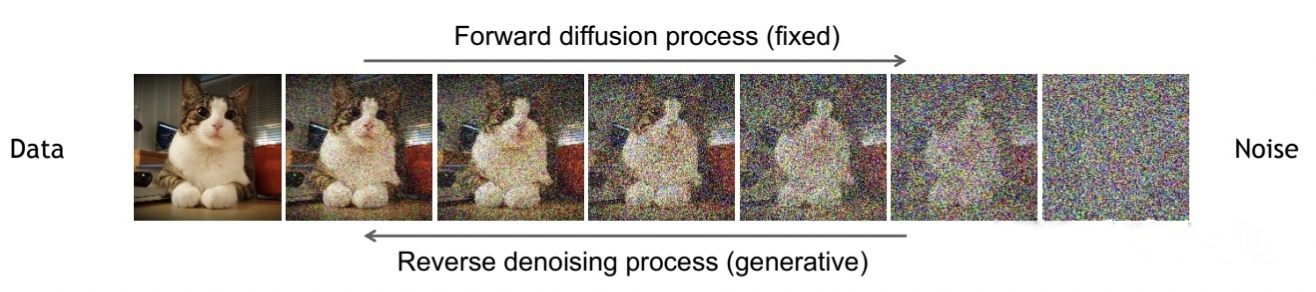 Forward diffusion process (fixed)
Data
Noise
Reverse denoising process (generative)